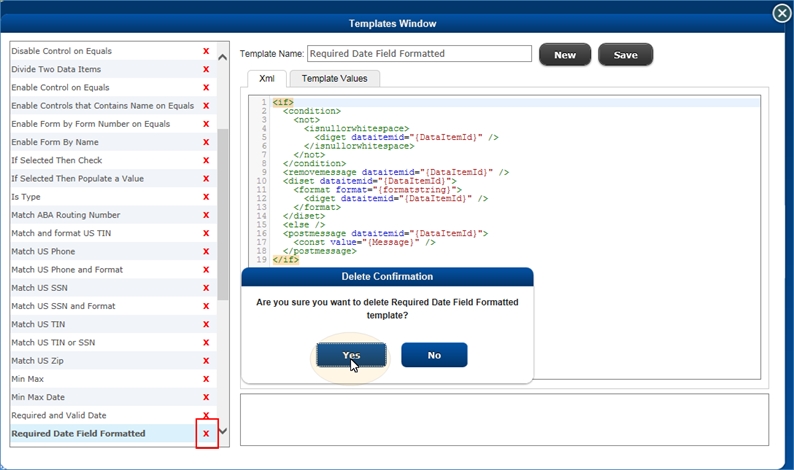 Templates Window
Disable Control on Equals X
Divide Two Data Items X
Enable Control on Equals X
Enable Controls that Contains Name on Equals X
Enable Form by Form Number on Equals X
Enable Form By Name X
If Selected Then Check X
If Selected Then Populate a Value X
Is Type X
Match ABA Routing Number X
Match and format US TIN X
Match US Phone X
Match US Phone and Format X
Match US SSN X
Match US SSN and Format X
Match US TIN X
Match US TIN or SSN X
Match US Zip X
Min Max X
Min Max Date X
Required and Valid Date X
Required Date Field Formatted X
Template Name: Required Date Field Formatted New Save
Xml Template Values
1 <if>
2 <condition>
3 <not>
4 <isnullorwhitespace>
5 <diget dataitemid="{DataItemId}" />
6 </isnullorwhitespace>
7 </not>
8 </condition>
9 <removemessage dataitemid="{DataItemId}" />
10 <diset dataitemid="{DataItemId}">
11 <format format="{formatstring}">
12 <diget dataitemid="{DataItemId}" />
13 </format>
14 </diset>
15 <else />
16 <postmessage dataitemid="{DataItemId}">
17 <const value="{Message}" />
18 </postmessage>
19 </if>
Delete Confirmation
Are you sure you want to delete Required Date Field Formatted
template?
Yes No